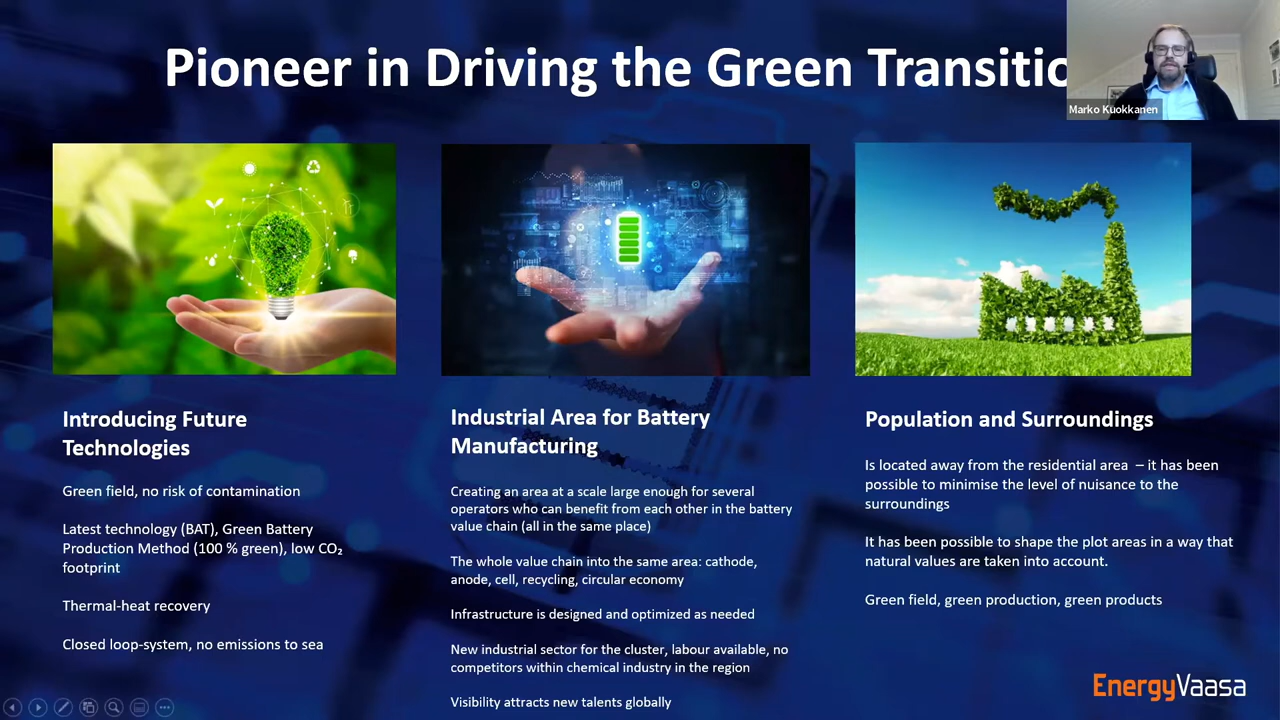 Pioneer in Driving the Green Transitio
Marko Kuokkanen
Introducing Future
Technologies
Green field, no risk of contamination
Latest technology (BAT), Green Battery
Production Method (100 % green), low CO₂
footprint
Thermal-heat recovery
Closed loop-system, no emissions to sea
Industrial Area for Battery
Manufacturing
Creating an area at a scale large enough for several
operators who can benefit from each other in the battery
value chain (all in the same place)
The whole value chain into the same area: cathode,
anode, cell, recycling, circular economy
Infrastructure is designed and optimized as needed
New industrial sector for the cluster, labour available, no
competitors within chemical industry in the region
Visibility attracts new talents globally
Population and Surroundings
Is located away from the residential area – it has been
possible to minimise the level of nuisance to the
surroundings
It has been possible to shape the plot areas in a way that
natural values are taken into account.
Green field, green production, green products
EnergyVaasa